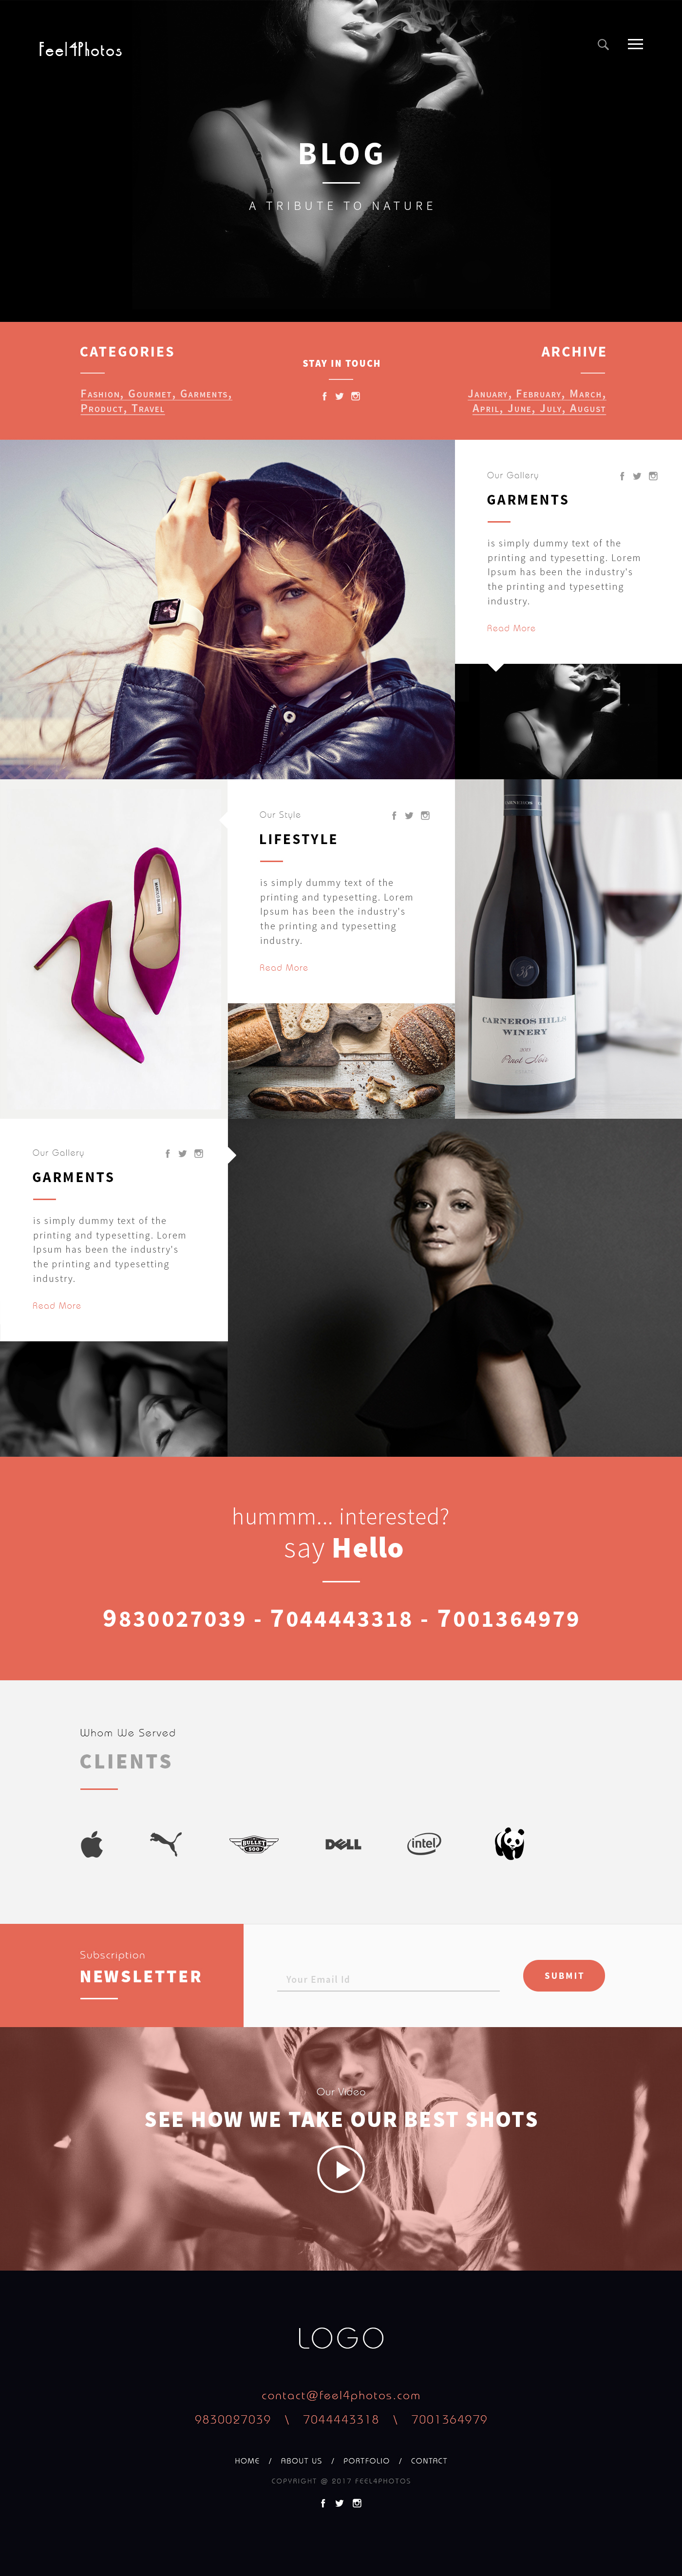 Feel4Photos
BLOG
A TRIBUTE TO NATURE
CATEGORIES
Fashion, Gourmet, Garments,
Product, Travel
STAY IN TOUCH
ARCHIVE
January, February, March,
April, June, July, August
Our Gallery
GARMENTS
is simply dummy text of the
printing and typesetting. Lorem
Ipsum has been the industry's
the printing and typesetting
industry.
Read More
Our Style
LIFESTYLE
is simply dummy text of the
printing and typesetting. Lorem
Ipsum has been the industry's
the printing and typesetting
industry.
Read More
CARNEROS HILLS
WINERY
Pinot Noir
Our Gallery
GARMENTS
is simply dummy text of the
printing and typesetting. Lorem
Ipsum has been the industry's
the printing and typesetting
industry.
Read More
hummm... interested?
say Hello
9830027039 - 7044443318 - 7001364979
Whom We Served
CLIENTS
BULLET
500
DELL
intel
Subscription
NEWSLETTER
Your Email Id
SUBMIT
Our Video
SEE HOW WE TAKE OUR BEST SHOTS
LOGO
contact@feel4photos.com
9830027039 \ 7044443318 \ 7001364979
HOME / ABOUT US / PORTFOLIO / CONTACT
COPYRIGHT @ 2017 FEEL4PHOTOS